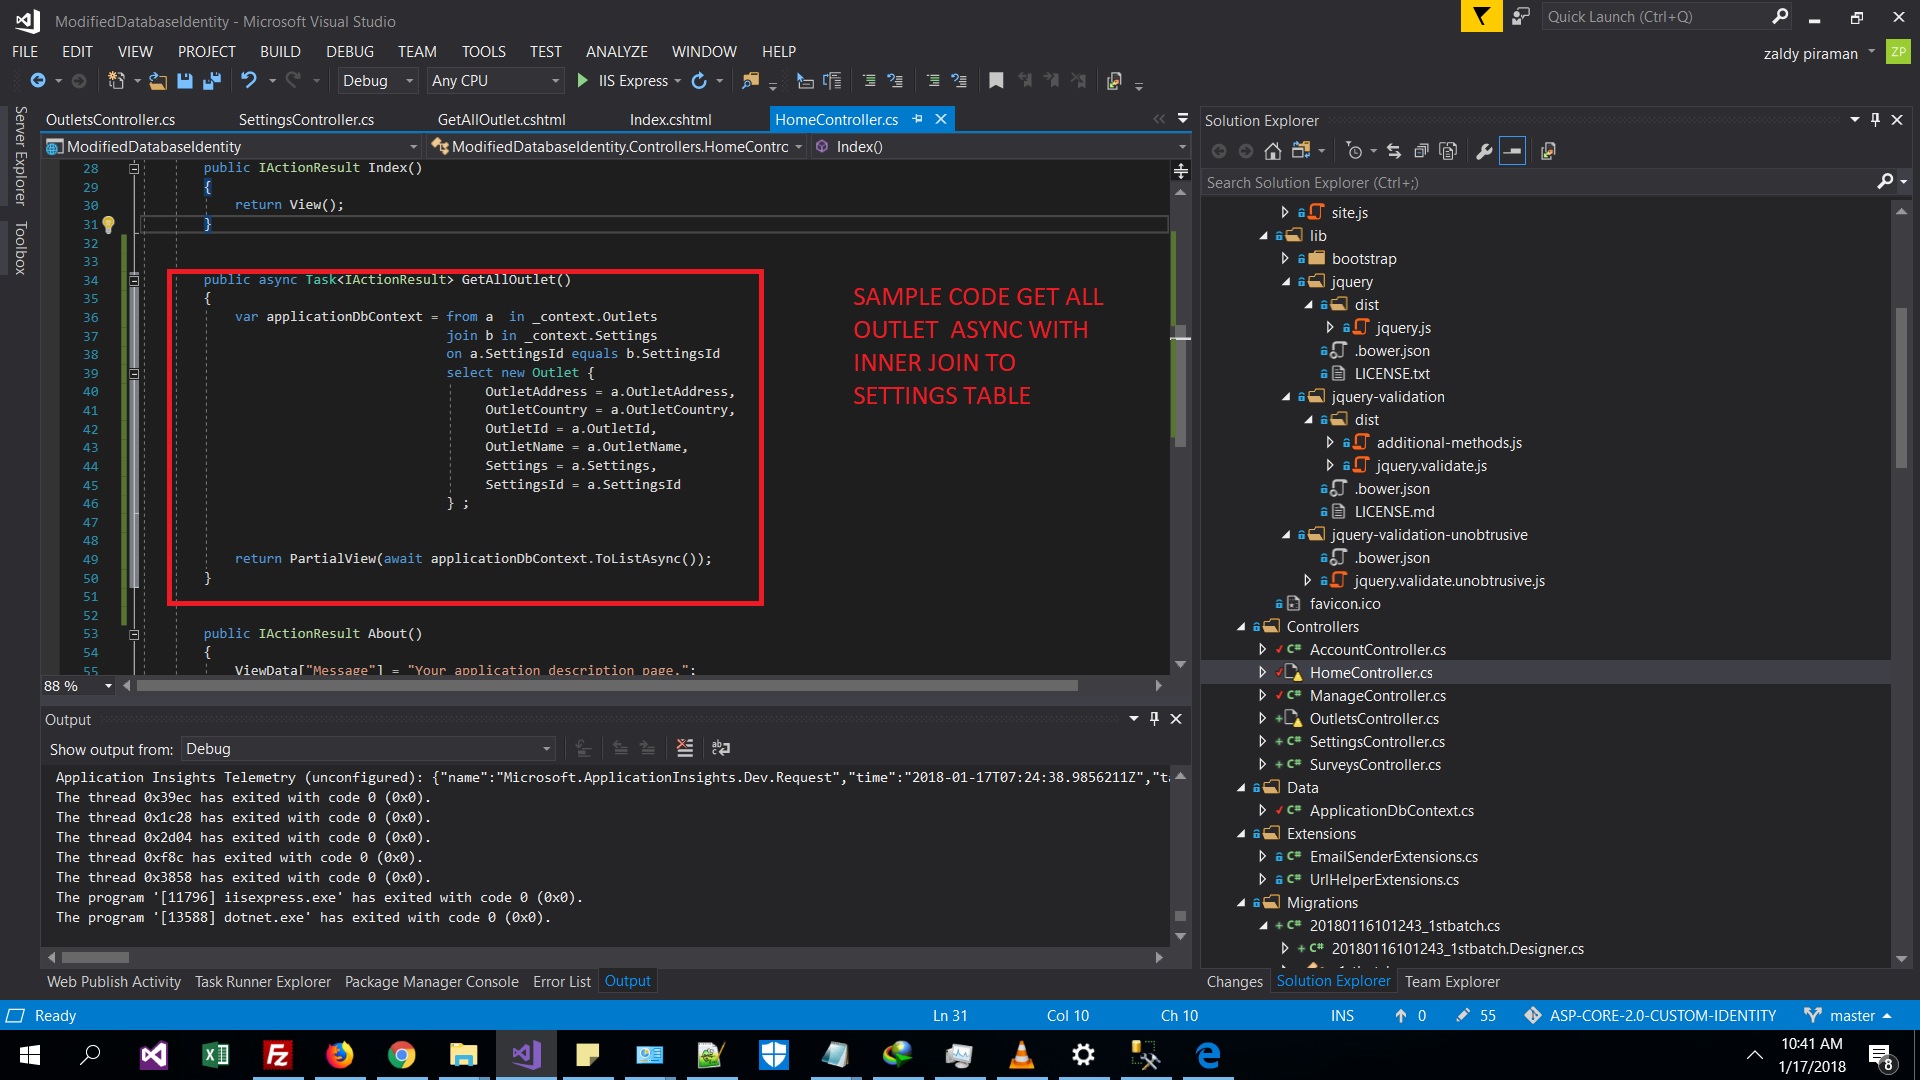 ModifiedDatabaseIdentity - Microsoft Visual Studio
Quick Launch (Ctrl+Q)
FILE EDIT VIEW PROJECT BUILD DEBUG TEAM TOOLS TEST ANALYZE WINDOW HELP
zaldy piraman
ZP
Debug Any CPU IIS Express
Server Explorer
Toolbox
OutletsController.cs SettingsController.cs GetAllOutlet.cshtml Index.cshtml HomeController.cs
ModifiedDatabaseIdentity ModifiedDatabaseIdentity.Controllers.HomeContrc Index()
28 public IActionResult Index()
29 {
30 return View();
31 }
32
33
34 public async Task<IActionResult> GetAllOutlet()
35 {
36 var applicationDbContext = from a in _context.Outlets
37 join b in _context.Settings
38 on a.SettingsId equals b.SettingsId
39 select new Outlet {
40 OutletAddress = a.OutletAddress,
41 OutletCountry = a.OutletCountry,
42 OutletId = a.OutletId,
43 OutletName = a.OutletName,
44 Settings = a.Settings,
45 SettingsId = a.SettingsId
46 } ;
47
48
49 return PartialView(await applicationDbContext.ToListAsync());
50 }
51
52
53 public IActionResult About()
54 {
55 ViewData["Message"] = "Your application description page.";
SAMPLE CODE GET ALL
OUTLET ASYNC WITH
INNER JOIN TO
SETTINGS TABLE
88 %
Output
Show output from: Debug
Application Insights Telemetry (unconfigured): {"name":"Microsoft.ApplicationInsights.Dev.Request","time":"2018-01-17T07:24:38.9856211Z","ta
The thread 0x39ec has exited with code 0 (0x0).
The thread 0x1c28 has exited with code 0 (0x0).
The thread 0x2d04 has exited with code 0 (0x0).
The thread 0xf8c has exited with code 0 (0x0).
The thread 0x3858 has exited with code 0 (0x0).
The program '[11796] iisexpress.exe' has exited with code 0 (0x0).
The program '[13588] dotnet.exe' has exited with code 0 (0x0).
Web Publish Activity Task Runner Explorer Package Manager Console Error List Output
Solution Explorer
Search Solution Explorer (Ctrl+;)
site.js
lib
bootstrap
jquery
dist
jquery.js
.bower.json
LICENSE.txt
jquery-validation
dist
additional-methods.js
jquery.validate.js
.bower.json
LICENSE.md
jquery-validation-unobtrusive
.bower.json
jquery.validate.unobtrusive.js
favicon.ico
Controllers
AccountController.cs
HomeController.cs
ManageController.cs
OutletsController.cs
SettingsController.cs
SurveysController.cs
Data
ApplicationDbContext.cs
Extensions
EmailSenderExtensions.cs
UrlHelperExtensions.cs
Migrations
20180116101243_1stbatch.cs
20180116101243_1stbatch.Designer.cs
Changes Solution Explorer Team Explorer
Ready Ln 31 Col 10 Ch 10 INS 0 55 ASP-CORE-2.0-CUSTOM-IDENTITY master
10:41 AM
1/17/2018
8